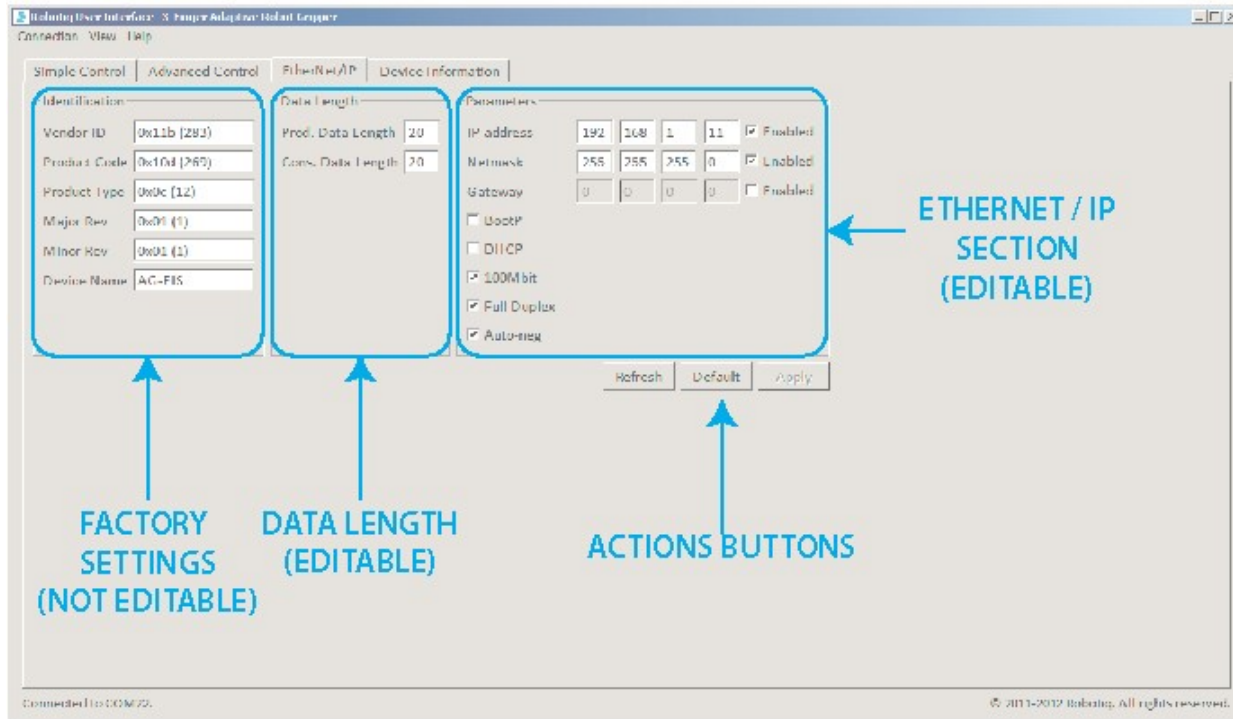 Robotiq User Interface - 3-Finger Adaptive Robot Gripper
Connection View Help
Simple Control Advanced Control EtherNet/IP Device Information
Identification
Vendor ID 0x11b (283)
Product Code 0x10d (269)
Product Type 0x0c (12)
Major Rev 0x01 (1)
Minor Rev 0x01 (1)
Device Name AG-EIS
Data Length
Prod. Data Length 20
Cons. Data Length 20
Parameters
IP address 192 168 1 11 Enabled
Netmask 255 255 255 0 Enabled
Gateway 0 0 0 0 Enabled
BootP
DHCP
100Mbit
Full Duplex
Auto-neg
Refresh Default Apply
ETHERNET / IP
SECTION
(EDITABLE)
FACTORY
SETTINGS
(NOT EDITABLE)
DATA LENGTH
(EDITABLE)
ACTIONS BUTTONS
Connected to COM22.
© 2011-2012 Robotiq. All rights reserved.